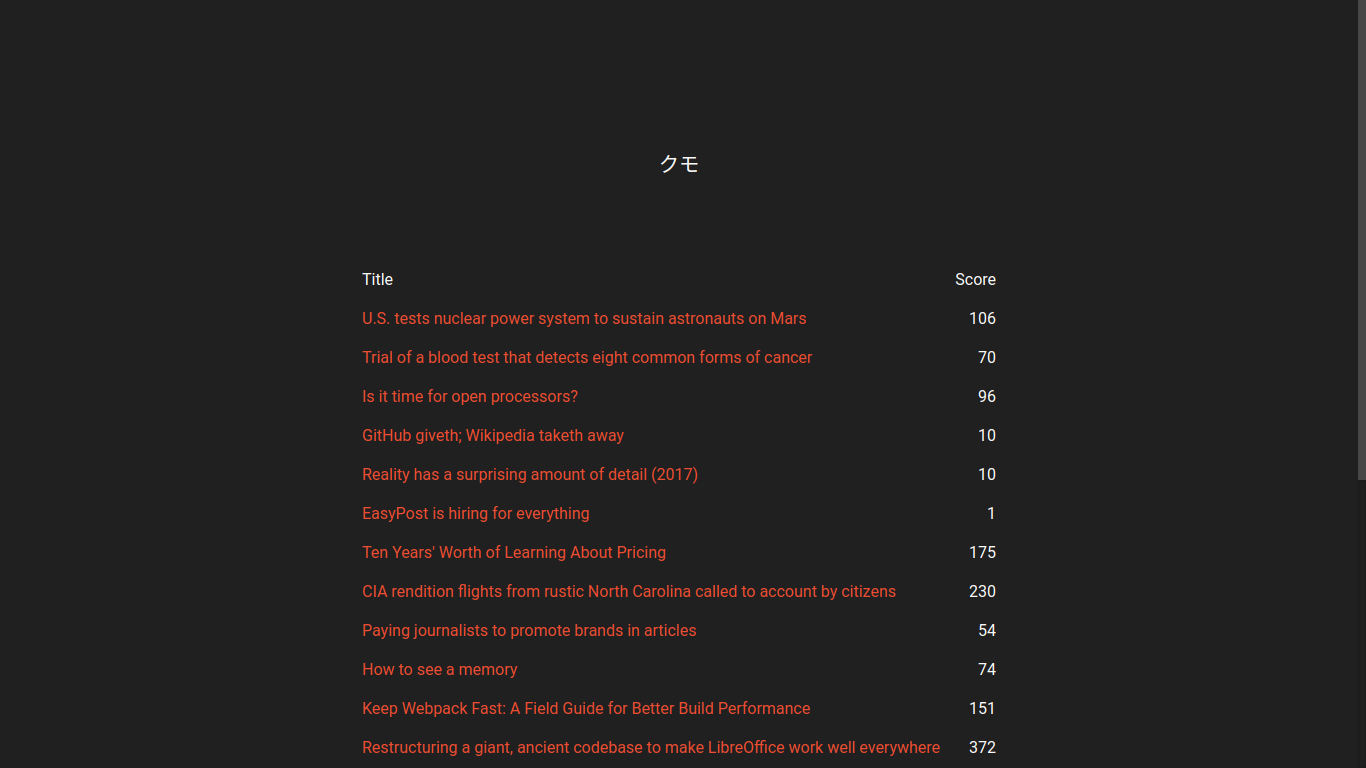 クモ
Title Score
U.S. tests nuclear power system to sustain astronauts on Mars 106
Trial of a blood test that detects eight common forms of cancer 70
Is it time for open processors? 96
GitHub giveth; Wikipedia taketh away 10
Reality has a surprising amount of detail (2017) 10
EasyPost is hiring for everything 1
Ten Years' Worth of Learning About Pricing 175
CIA rendition flights from rustic North Carolina called to account by citizens 230
Paying journalists to promote brands in articles 54
How to see a memory 74
Keep Webpack Fast: A Field Guide for Better Build Performance 151
Restructuring a giant, ancient codebase to make LibreOffice work well everywhere 372